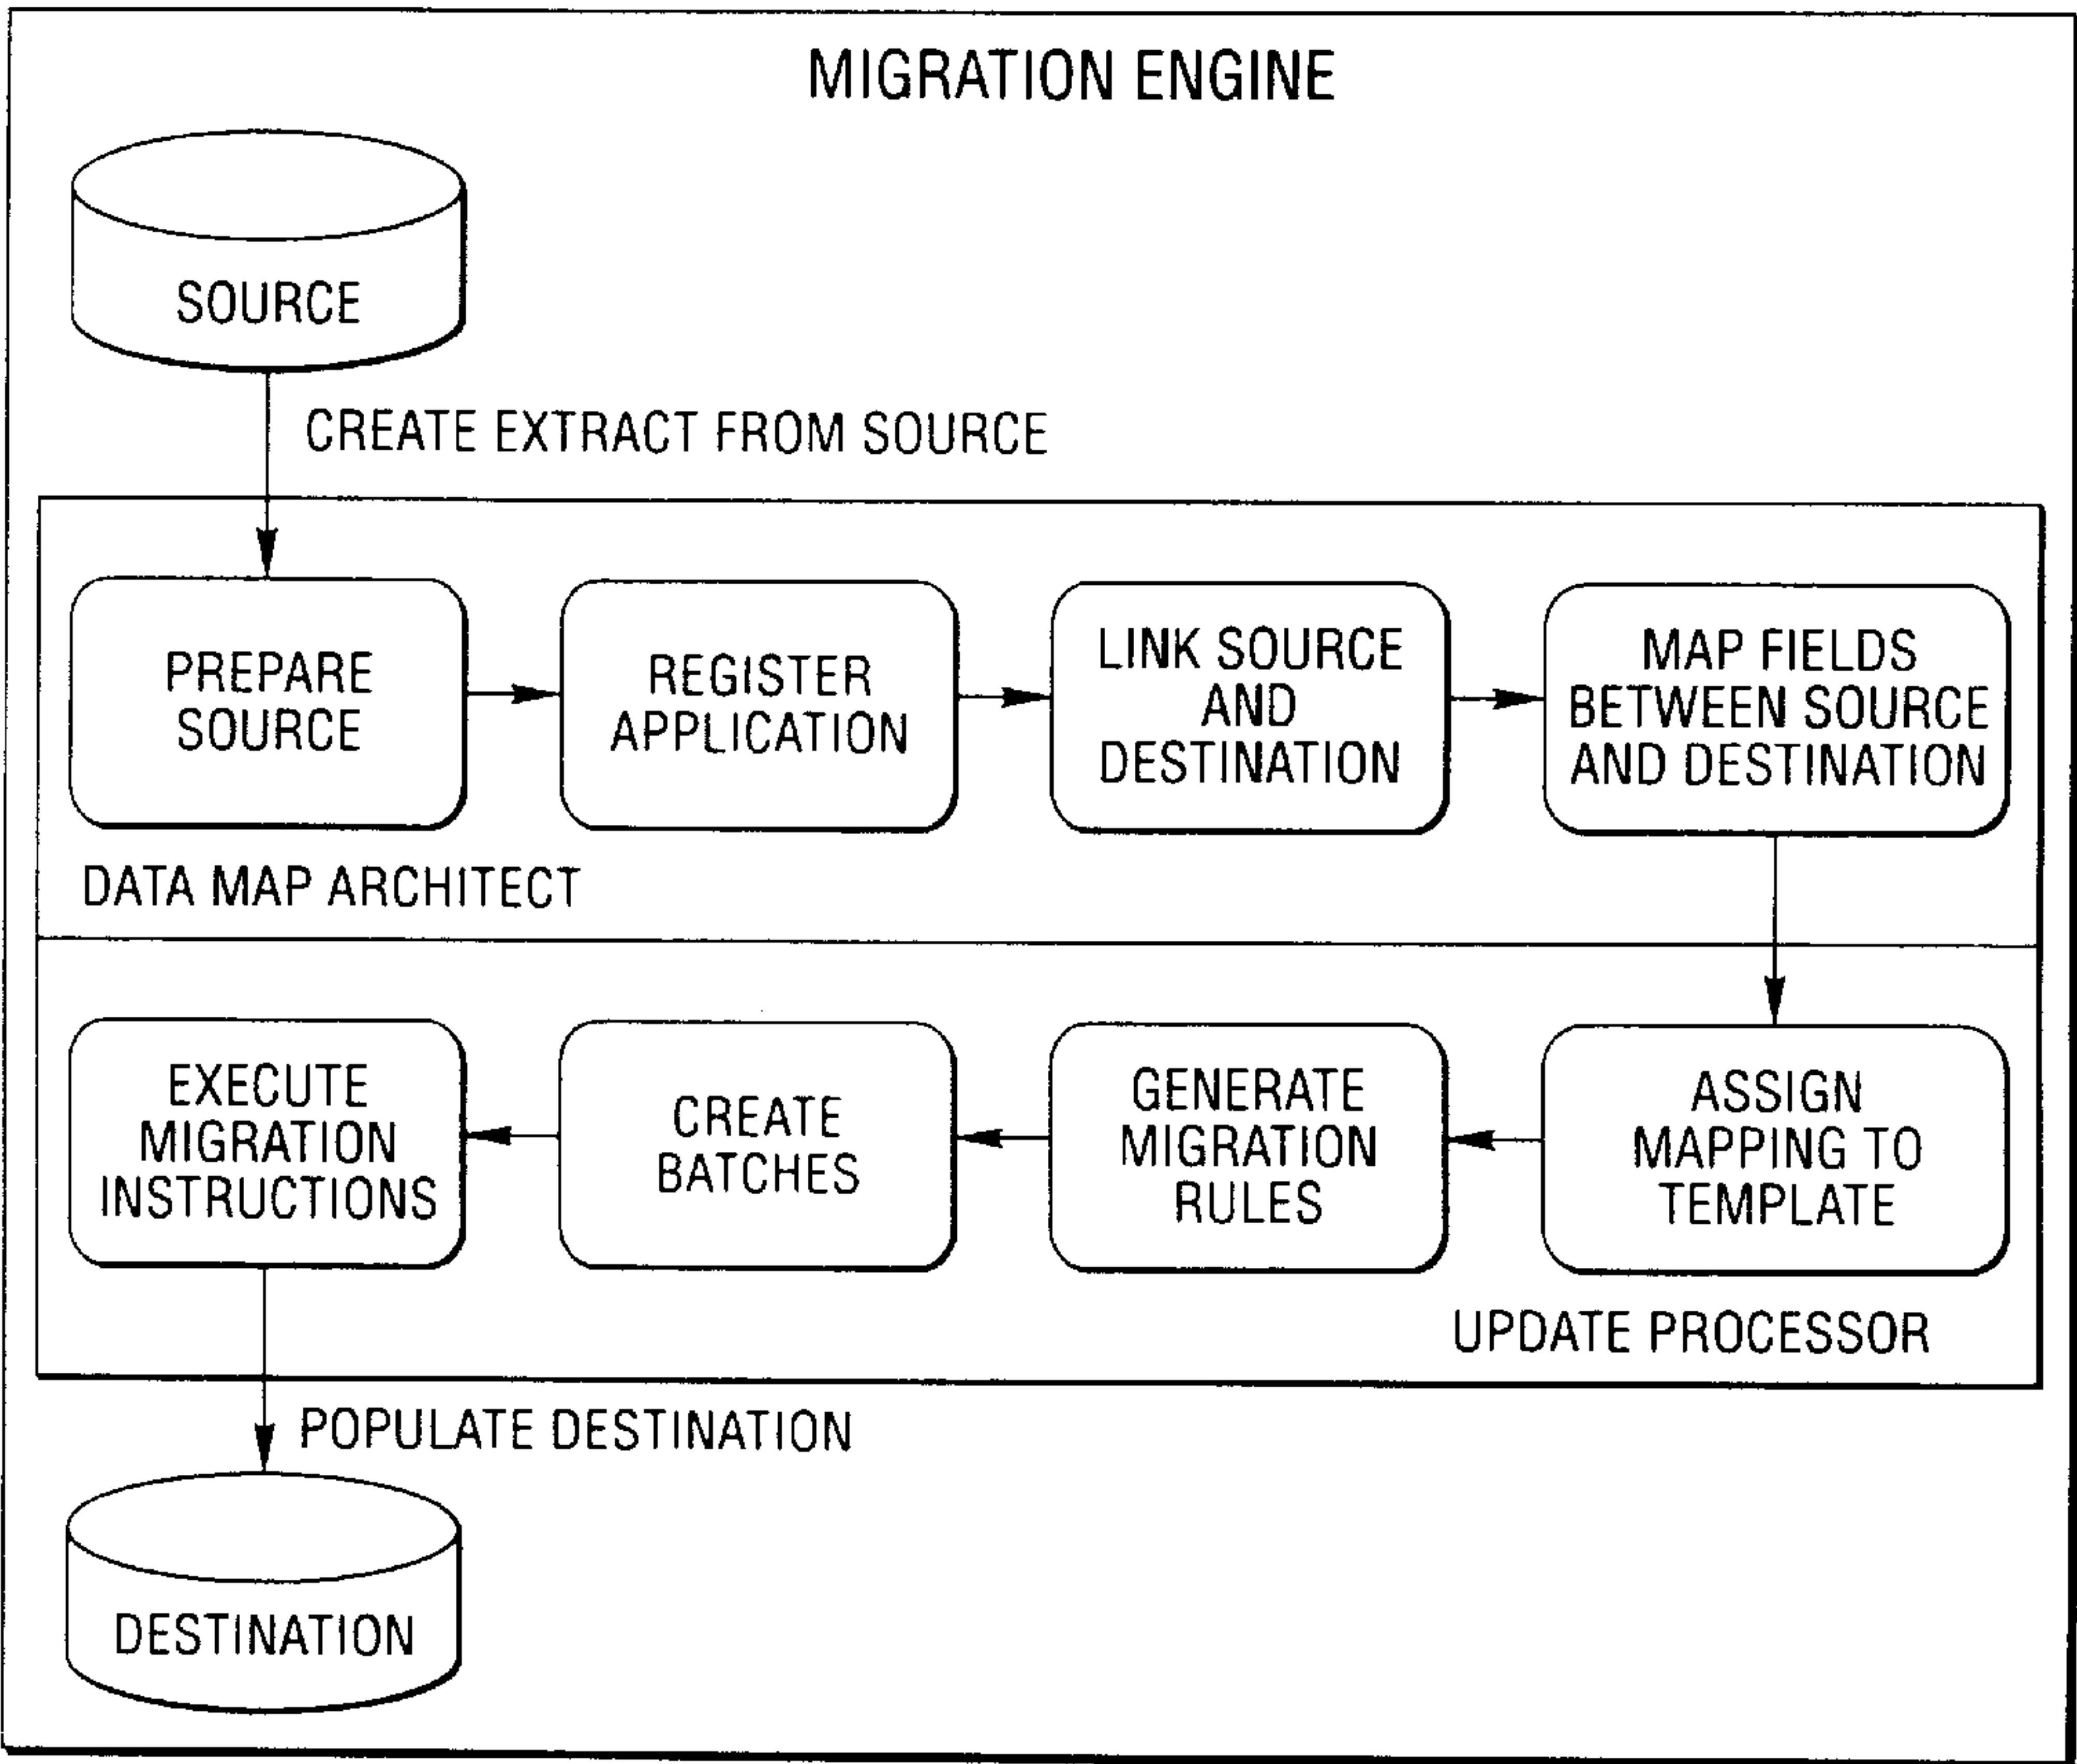 MIGRATION ENGINE
SOURCE
CREATE EXTRACT FROM SOURCE
PREPARE
SOURCE
REGISTER
APPLICATION
LINK SOURCE
AND
DESTINATION
MAP FIELDS
BETWEEN SOURCE
AND DESTINATION
DATA MAP ARCHITECT
EXECUTE
MIGRATION
INSTRUCTIONS
CREATE
BATCHES
GENERATE
MIGRATION
RULES
ASSIGN
MAPPING TO
TEMPLATE
UPDATE PROCESSOR
POPULATE DESTINATION
DESTINATION